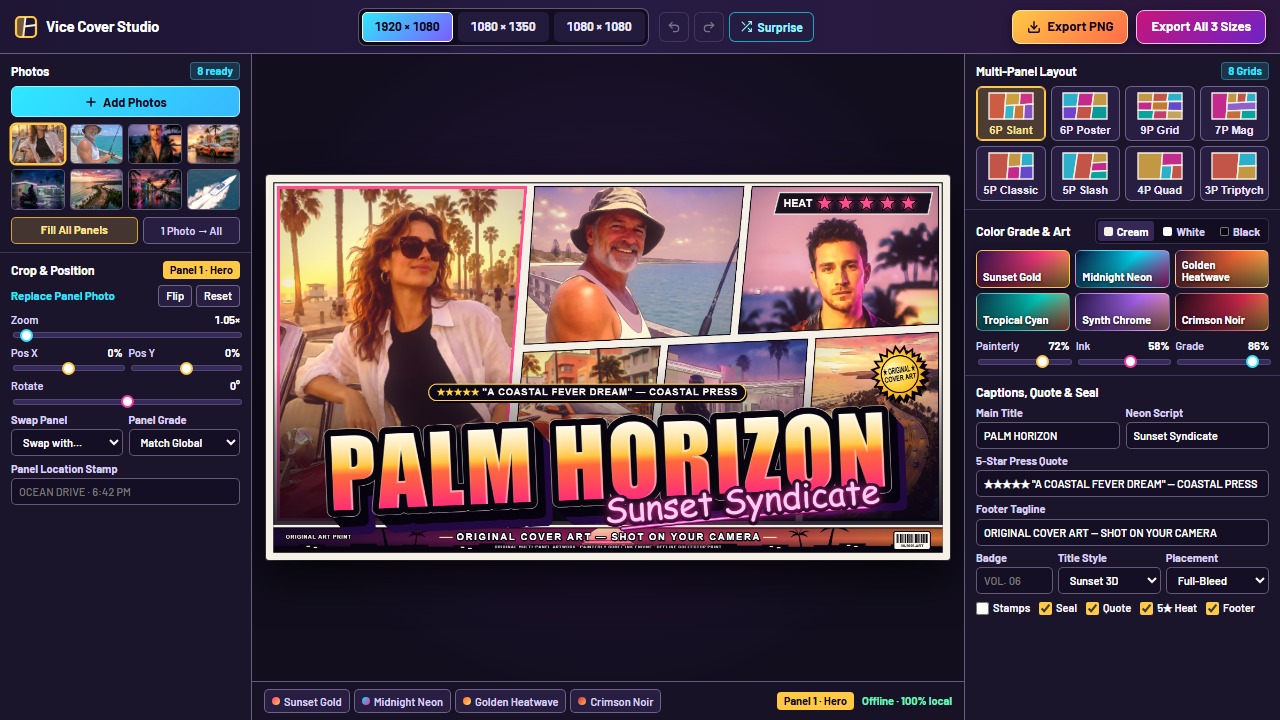 Vice Cover Studio
1920 × 1080
1080 × 1350
1080 × 1080
Surprise
Export PNG
Export All 3 Sizes
Photos
8 ready
Add Photos
Fill All Panels
1 Photo → All
Crop & Position
Panel 1 · Hero
Replace Panel Photo
Flip
Reset
Zoom
1.05×
Pos X
0%
Pos Y
0%
Rotate
0°
Swap Panel
Panel Grade
Swap with...
Match Global
Panel Location Stamp
OCEAN DRIVE · 6:42 PM
HEAT ★★★★★
ORIGINAL
COVER ART
★★★★★ "A COASTAL FEVER DREAM" — COASTAL PRESS
PALM HORIZON
Sunset Syndicate
ORIGINAL ART PRINT
— ORIGINAL COVER ART — SHOT ON YOUR CAMERA —
Sunset Gold
Midnight Neon
Golden Heatwave
Crimson Noir
Panel 1 · Hero
Offline · 100% local
Multi-Panel Layout
8 Grids
6P Slant
6P Poster
9P Grid
7P Mag
5P Classic
5P Slash
4P Quad
3P Triptych
Color Grade & Art
Cream
White
Black
Sunset Gold
Midnight Neon
Golden
Heatwave
Tropical Cyan
Synth Chrome
Crimson Noir
Painterly
72%
Ink
58%
Grade
86%
Captions, Quote & Seal
Main Title
Neon Script
PALM HORIZON
Sunset Syndicate
5-Star Press Quote
★★★★★ "A COASTAL FEVER DREAM" — COASTAL PRESS
Footer Tagline
ORIGINAL COVER ART — SHOT ON YOUR CAMERA
Badge
Title Style
Placement
VOL. 06
Sunset 3D
Full-Bleed
Stamps
Seal
Quote
5★ Heat
Footer